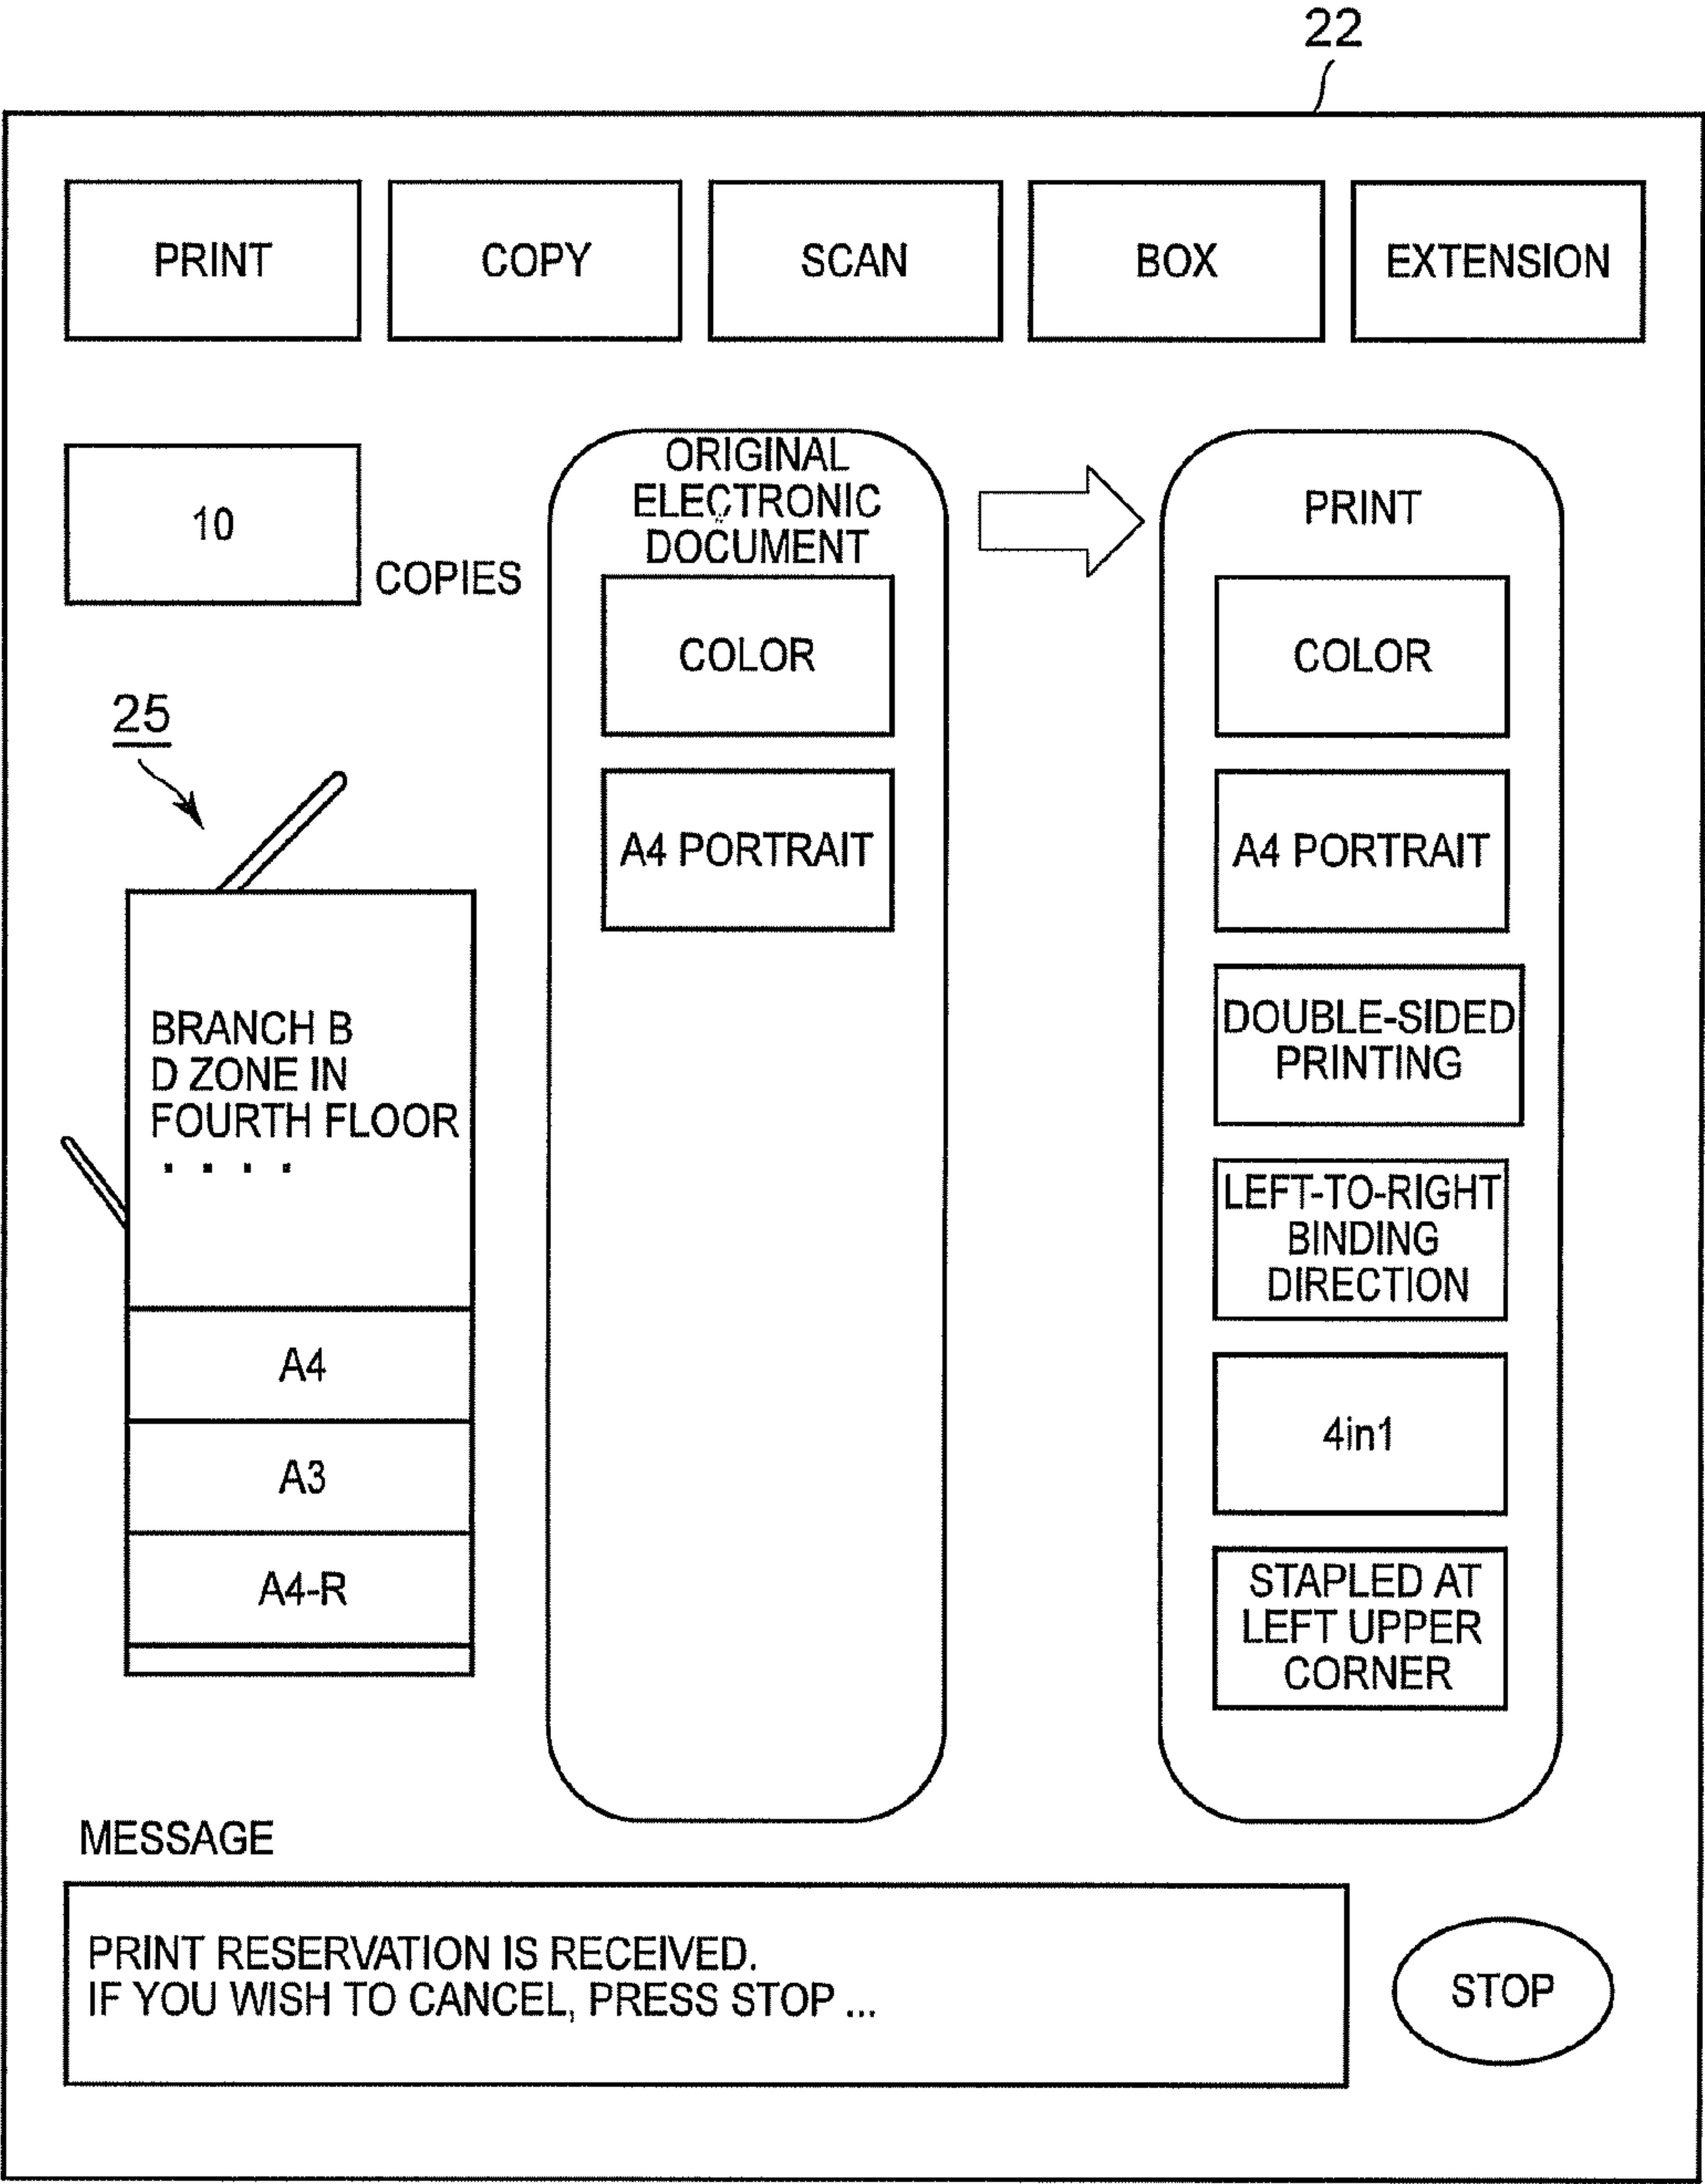 22
PRINT
COPY
SCAN
BOX
EXTENSION
10
COPIES
25
BRANCH B
D ZONE IN
FOURTH FLOOR
. . . .
A4
A3
A4-R
ORIGINAL
ELECTRONIC
DOCUMENT
COLOR
A4 PORTRAIT
PRINT
COLOR
A4 PORTRAIT
DOUBLE-SIDED
PRINTING
LEFT-TO-RIGHT
BINDING
DIRECTION
4in1
STAPLED AT
LEFT UPPER
CORNER
MESSAGE
PRINT RESERVATION IS RECEIVED.
IF YOU WISH TO CANCEL, PRESS STOP ...
STOP